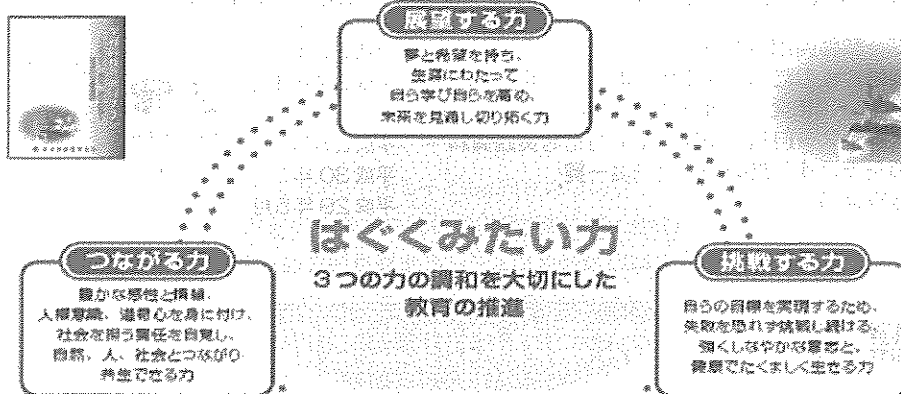 展望する力
夢と希望を持ち、
生涯にわたって
自ら学び自らを高め、
未来を見通し切り拓く力
はぐくみたい力
3つの力の調和を大切にした
教育の推進
つながる力
豊かな感性と情緒、
人権意識、道徳心を身に付け、
社会を担う責任を自覚し、
自然、人、社会とつながり
共生できる力
挑戦する力
自らの目標を実現するため、
失敗を恐れず挑戦し続ける、
強くしなやかな意志と、
健康でたくましく生きる力